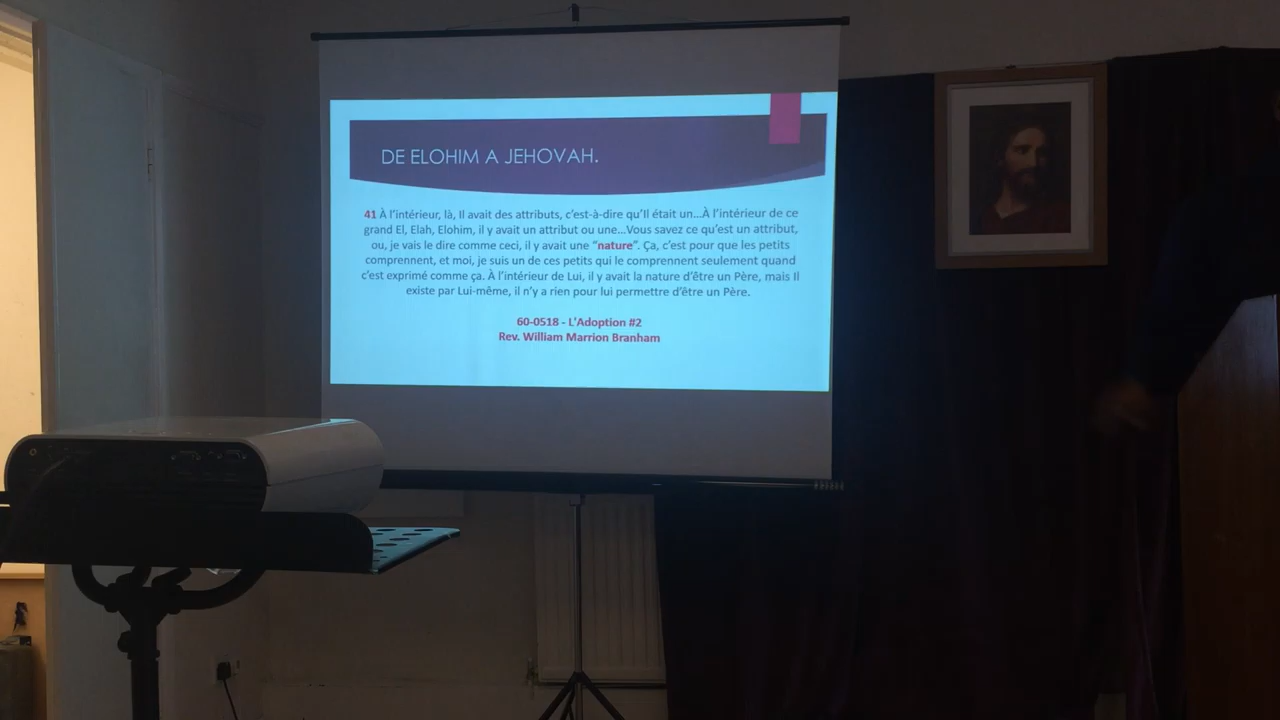 DE ELOHIM A JEHOVAH.
41 À l'intérieur, là, Il avait des attributs, c'est-à-dire qu'Il était un...À l'intérieur de ce
grand El, Elah, Elohim, il y avait un attribut ou une...Vous savez ce qu'est un attribut,
ou, je vais le dire comme ceci, il y avait une “nature”. Ça, c'est pour que les petits
comprennent, et moi, je suis un de ces petits qui le comprennent seulement quand
c'est exprimé comme ça. À l'intérieur de Lui, il y avait la nature d'être un Père, mais Il
existe par Lui-même, il n'y a rien pour lui permettre d'être un Père.
60-0518 - L'Adoption #2
Rev. William Marrion Branham